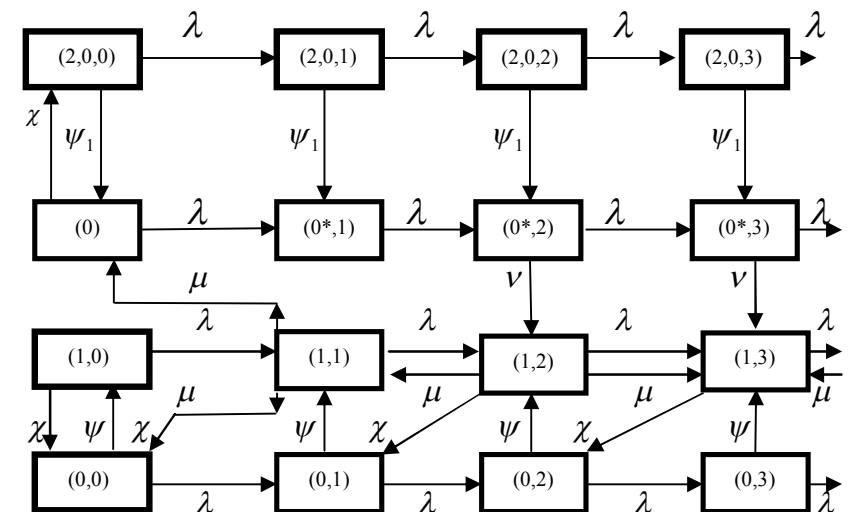 λ λ λ λ
(2,0,0) (2,0,1) (2,0,2) (2,0,3)
χ ψ₁ ψ₁ ψ₁ ψ₁
λ λ λ λ
(0) (0*,1) (0*,2) (0*,3)
μ ν ν
λ λ λ λ
(1,0) (1,1) (1,2) (1,3)
μ μ μ μ
χ ψ χ ψ χ ψ χ ψ
(0,0) (0,1) (0,2) (0,3)
λ λ λ λ